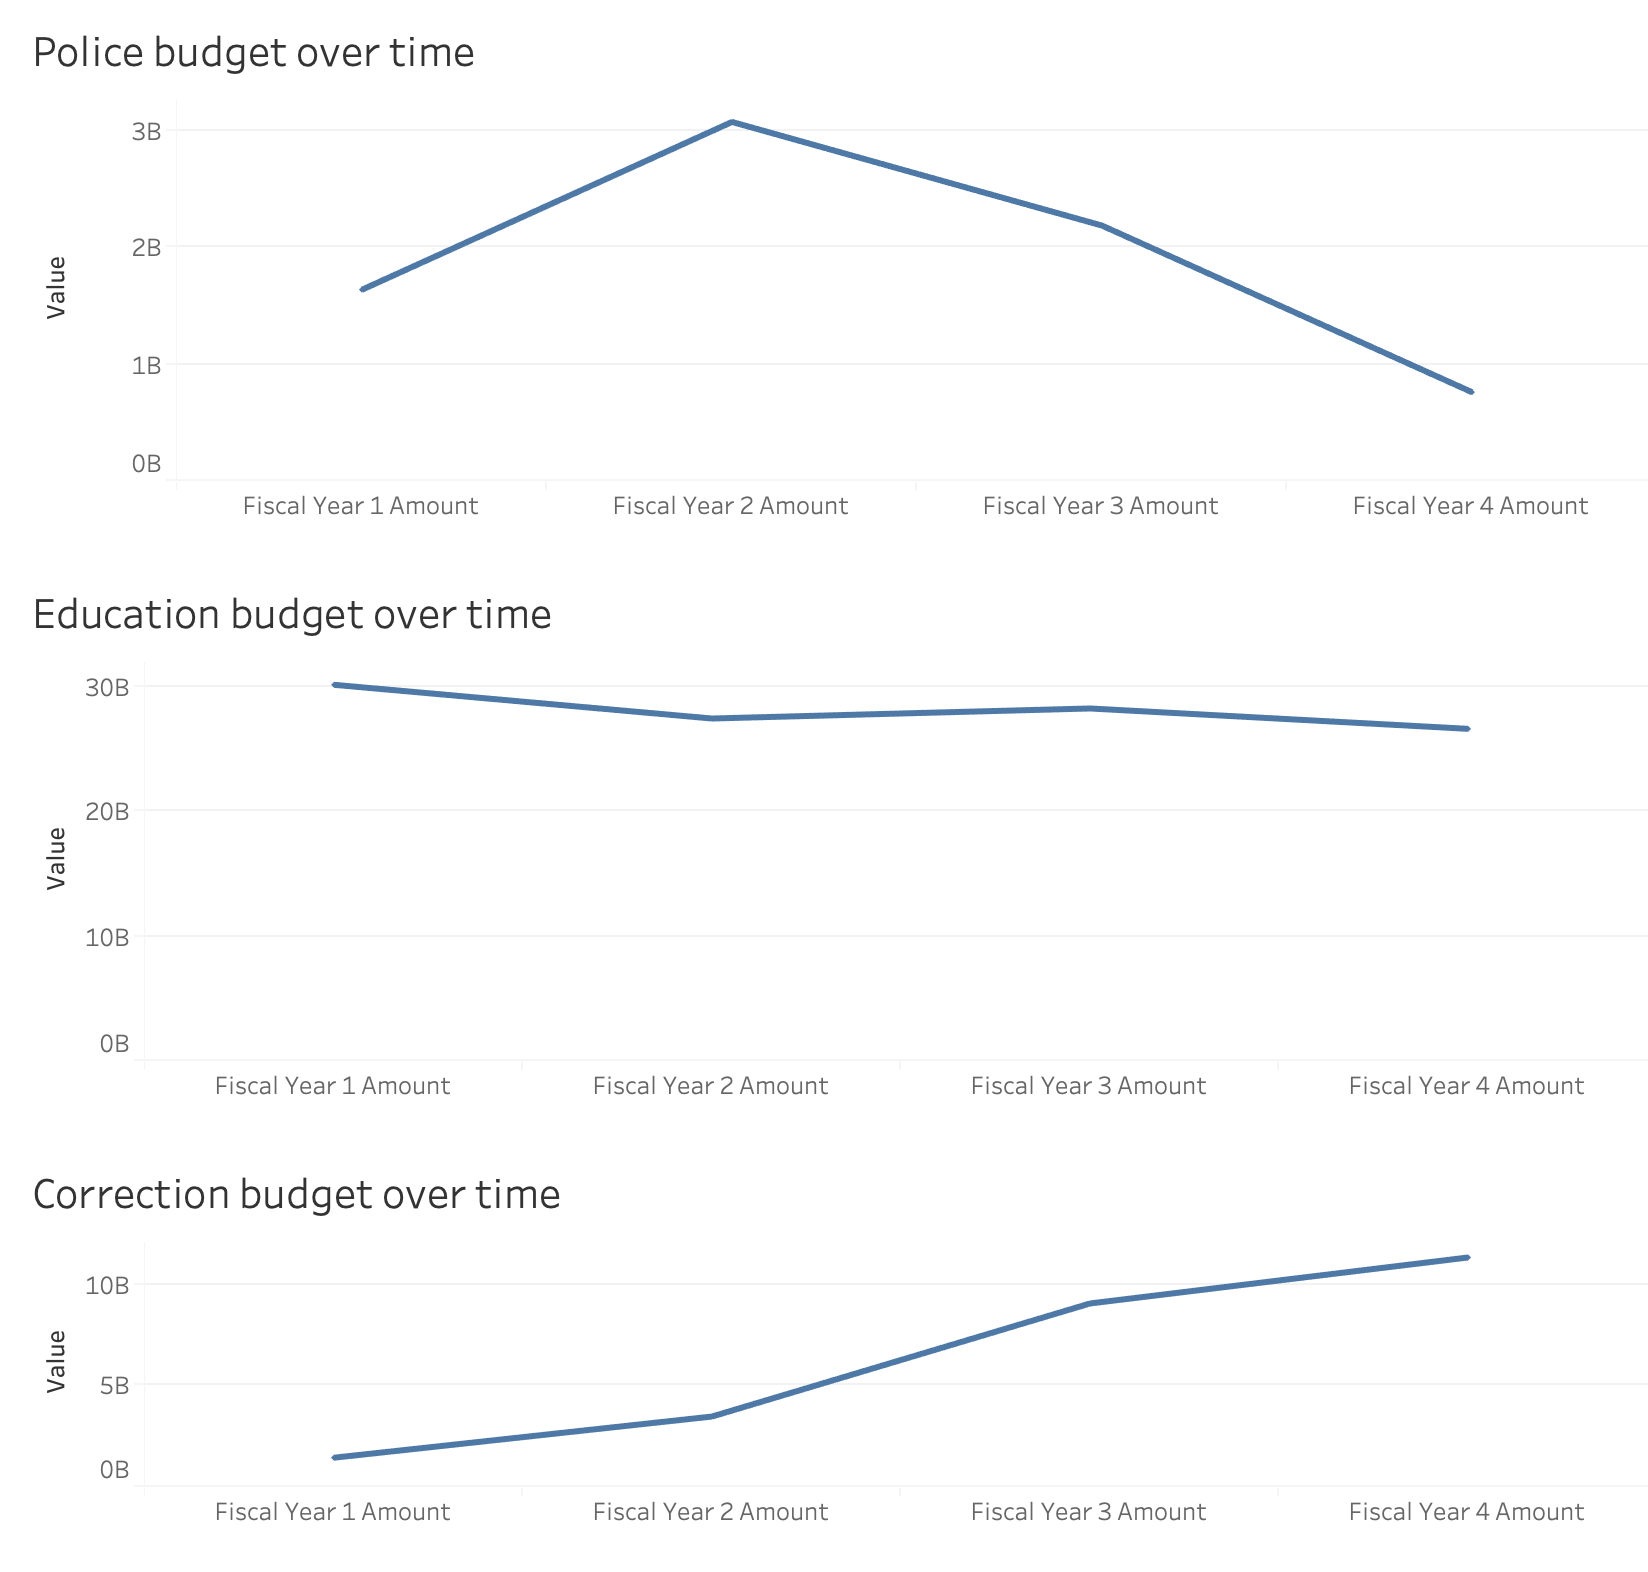 Police budget over time
3B
2B
1B
0B
Value
Fiscal Year 1 Amount
Fiscal Year 2 Amount
Fiscal Year 3 Amount
Fiscal Year 4 Amount
Education budget over time
30B
20B
10B
0B
Value
Fiscal Year 1 Amount
Fiscal Year 2 Amount
Fiscal Year 3 Amount
Fiscal Year 4 Amount
Correction budget over time
10B
5B
0B
Value
Fiscal Year 1 Amount
Fiscal Year 2 Amount
Fiscal Year 3 Amount
Fiscal Year 4 Amount